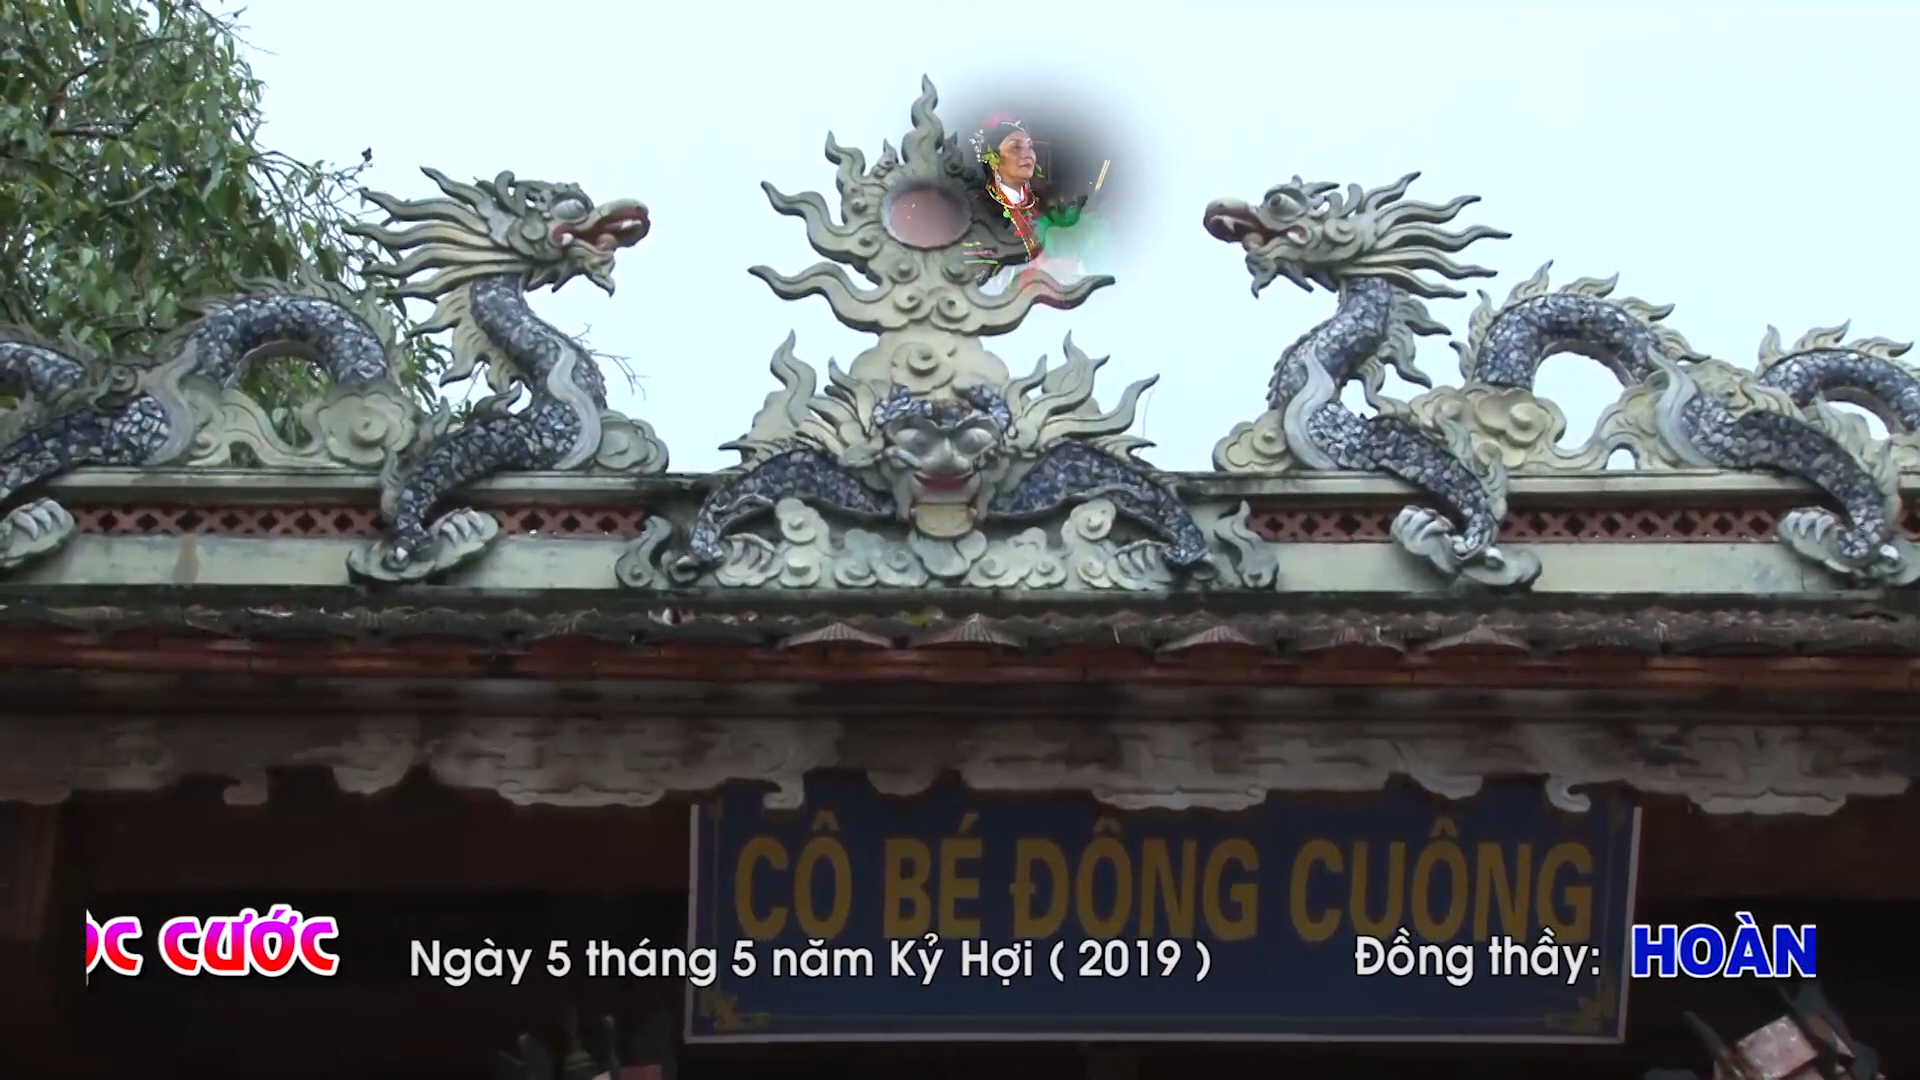 CÔ BÉ ĐÔNG CUÔNG
CƯỚC Ngày 5 tháng 5 năm Kỷ Hợi ( 2019 ) Đồng thầy: HOÀN